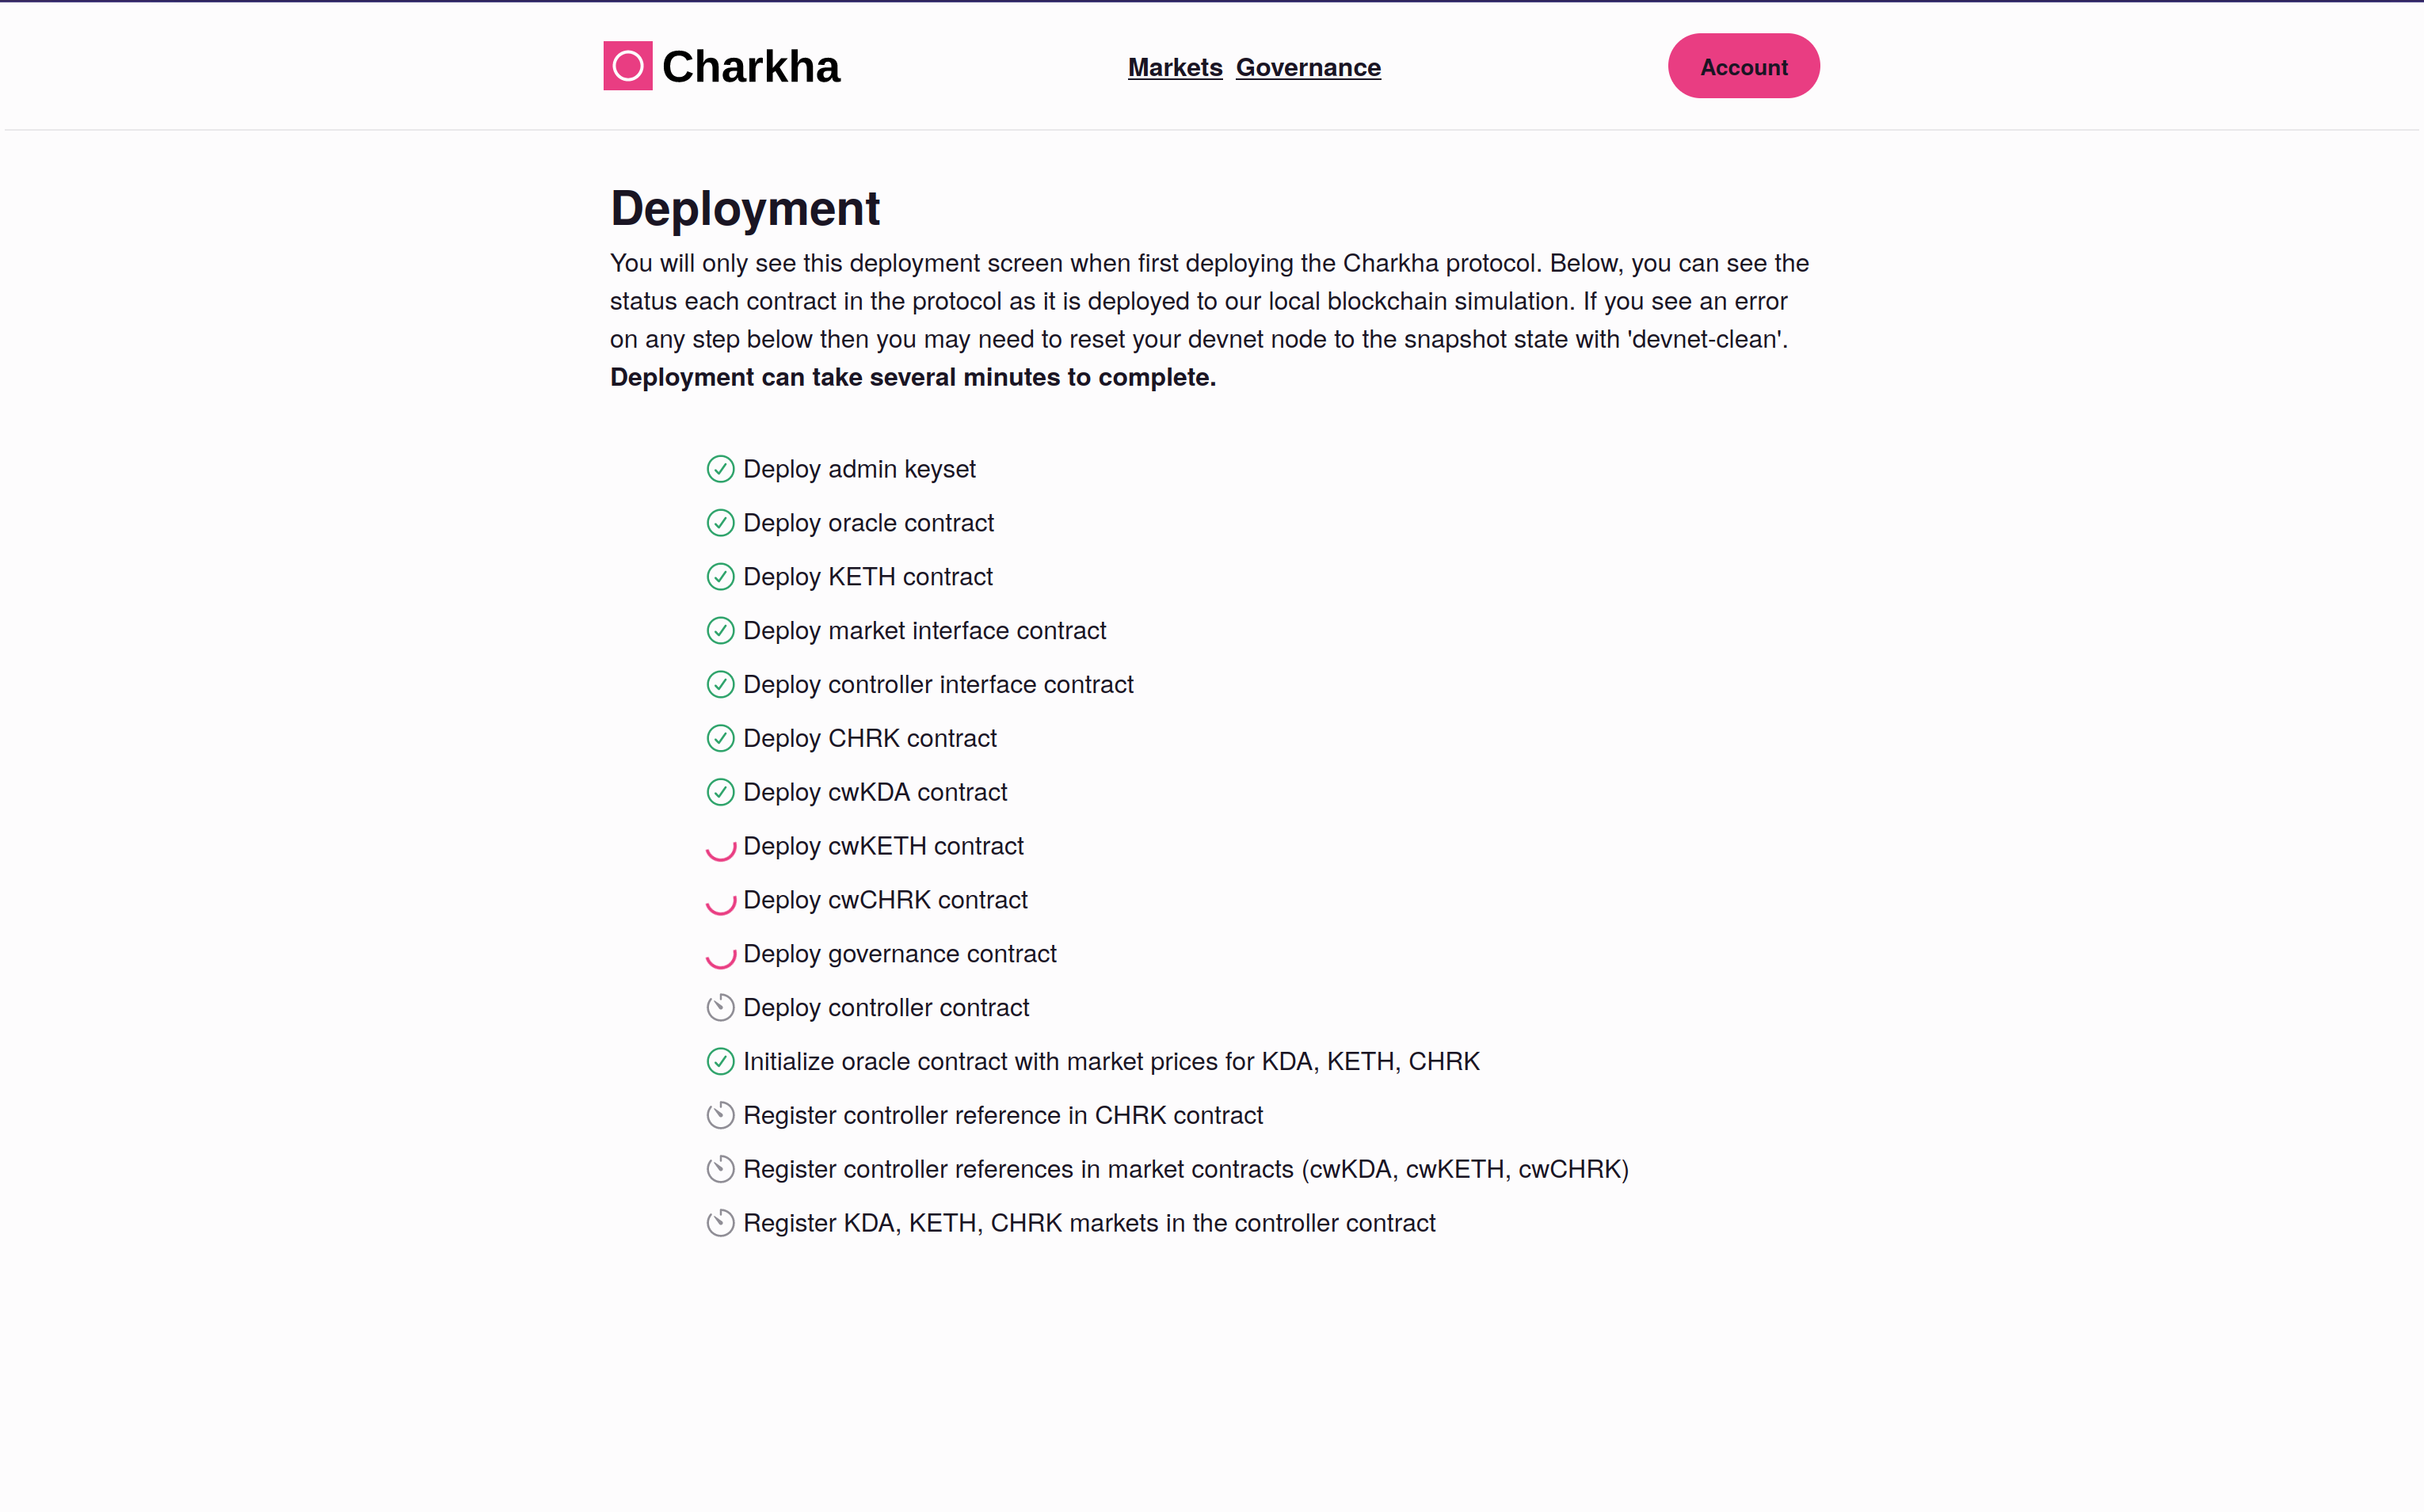 Charkha
Markets Governance
Account
Deployment
You will only see this deployment screen when first deploying the Charkha protocol. Below, you can see the
status each contract in the protocol as it is deployed to our local blockchain simulation. If you see an error
on any step below then you may need to reset your devnet node to the snapshot state with 'devnet-clean'.
Deployment can take several minutes to complete.
Deploy admin keyset
Deploy oracle contract
Deploy KETH contract
Deploy market interface contract
Deploy controller interface contract
Deploy CHRK contract
Deploy cwKDA contract
Deploy cwKETH contract
Deploy cwCHRK contract
Deploy governance contract
Deploy controller contract
Initialize oracle contract with market prices for KDA, KETH, CHRK
Register controller reference in CHRK contract
Register controller references in market contracts (cwKDA, cwKETH, cwCHRK)
Register KDA, KETH, CHRK markets in the controller contract